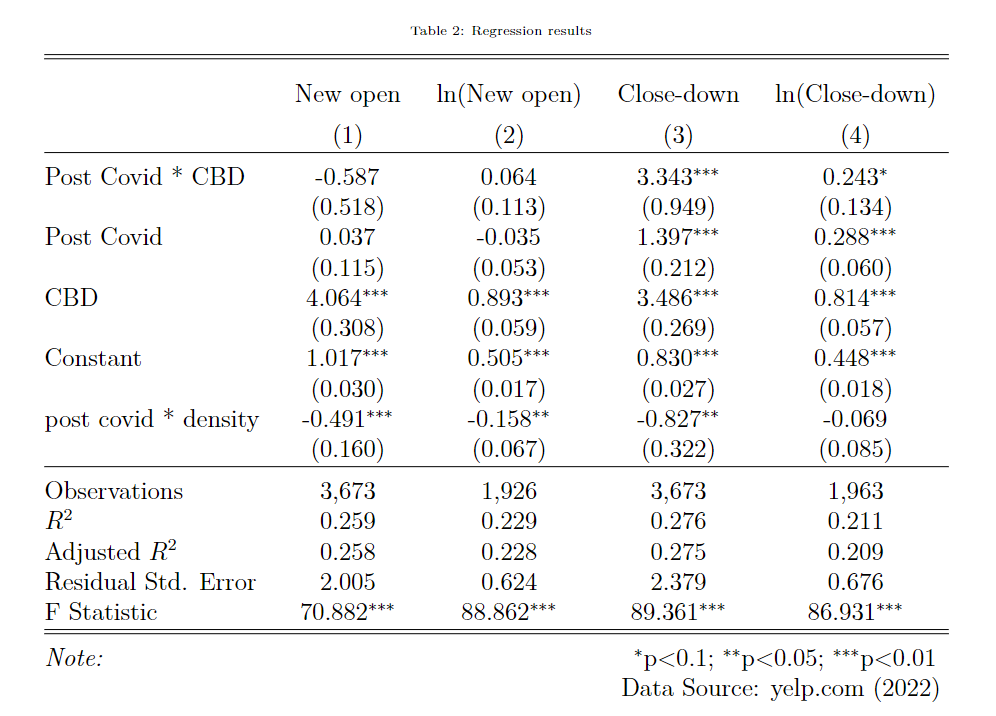 Table 2: Regression results
New open ln(New open) Close-down ln(Close-down)
(1) (2) (3) (4)
Post Covid * CBD -0.587 0.064 3.343*** 0.243*
(0.518) (0.113) (0.949) (0.134)
Post Covid 0.037 -0.035 1.397*** 0.288***
(0.115) (0.053) (0.212) (0.060)
CBD 4.064*** 0.893*** 3.486*** 0.814***
(0.308) (0.059) (0.269) (0.057)
Constant 1.017*** 0.505*** 0.830*** 0.448***
(0.030) (0.017) (0.027) (0.018)
post covid * density -0.491*** -0.158** -0.827** -0.069
(0.160) (0.067) (0.322) (0.085)
Observations 3,673 1,926 3,673 1,963
R² 0.259 0.229 0.276 0.211
Adjusted R² 0.258 0.228 0.275 0.209
Residual Std. Error 2.005 0.624 2.379 0.676
F Statistic 70.882*** 88.862*** 89.361*** 86.931***
Note: *p<0.1; **p<0.05; ***p<0.01
Data Source: yelp.com (2022)